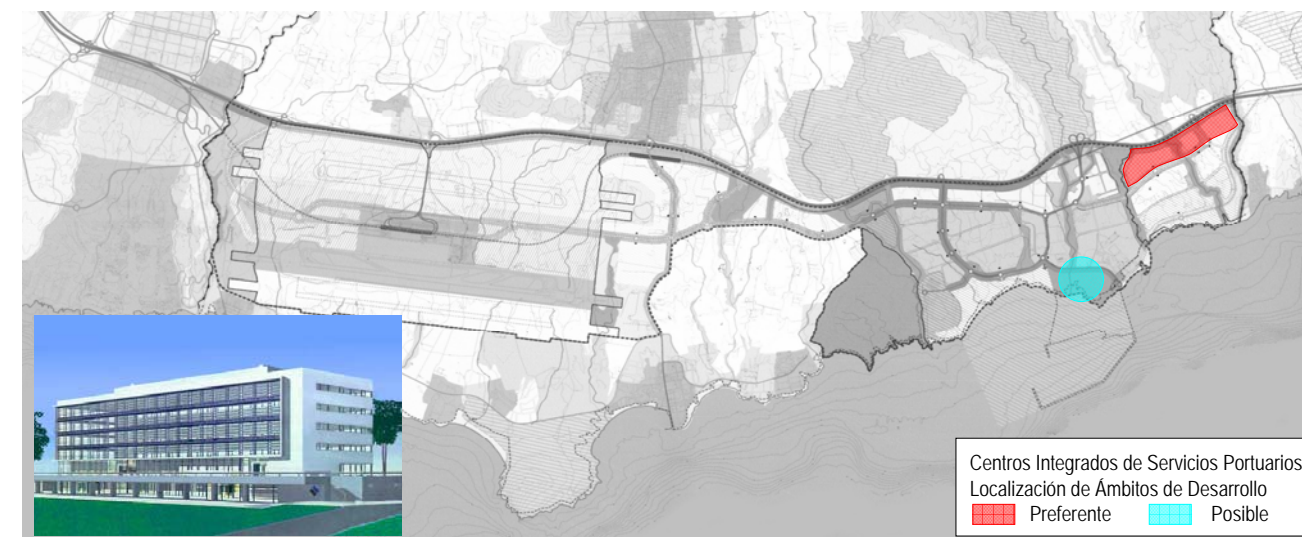 Centros Integrados de Servicios Portuarios
Localización de Ámbitos de Desarrollo
Preferente Posible